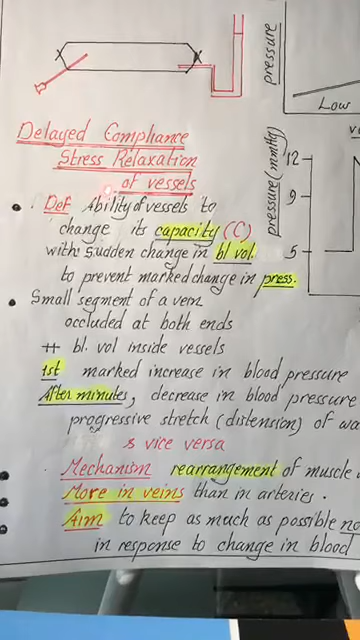 pressure
Low
Delayed Compliance
Stress Relaxation
of vessels
pressure (mmHg)
12
9
5
• Def Ability of vessels to
change its capacity (C)
with sudden change in bl vol.
to prevent marked change in press.
• Small segment of a vein
occluded at both ends
bl. vol inside vessels
1st marked increase in blood pressure
After minutes, decrease in blood pressure
progressive stretch (distension) of wa
& vice versa
Mechanism rearrangement of muscle
More in veins than in arteries.
Aim to keep as much as possible no
in response to change in blood